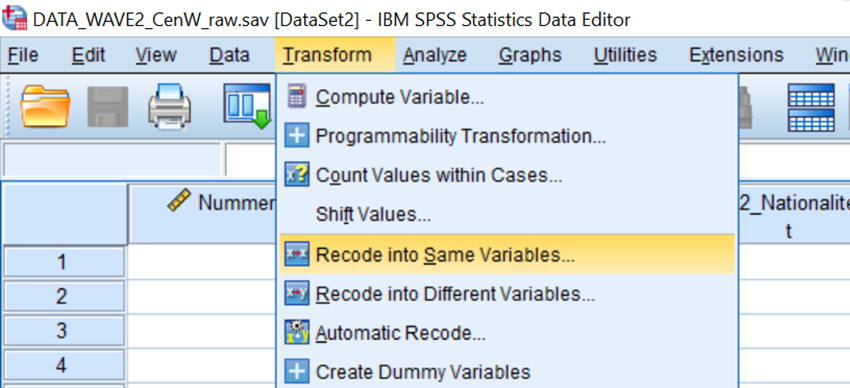 DATA_WAVE2_CenW_raw.sav [DataSet2] - IBM SPSS Statistics Data Editor
File Edit View Data Transform Analyze Graphs Utilities Extensions Win
Compute Variable...
Programmability Transformation...
Count Values within Cases...
Shift Values...
Nummer 2_Nationalite
t
Recode into Same Variables...
1
Recode into Different Variables...
2
Automatic Recode...
3
Create Dummy Variables
4